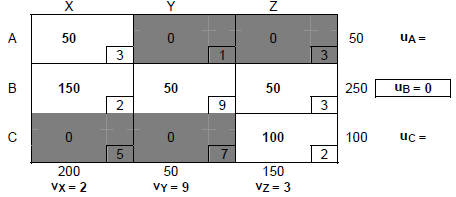 X Y Z
A 50 0 0 50 uA =
3 1 3
B 150 50 50 250 uB = 0
2 9 3
C 0 0 100 100 uC =
5 7 2
200 50 150
vX = 2 vY = 9 vZ = 3